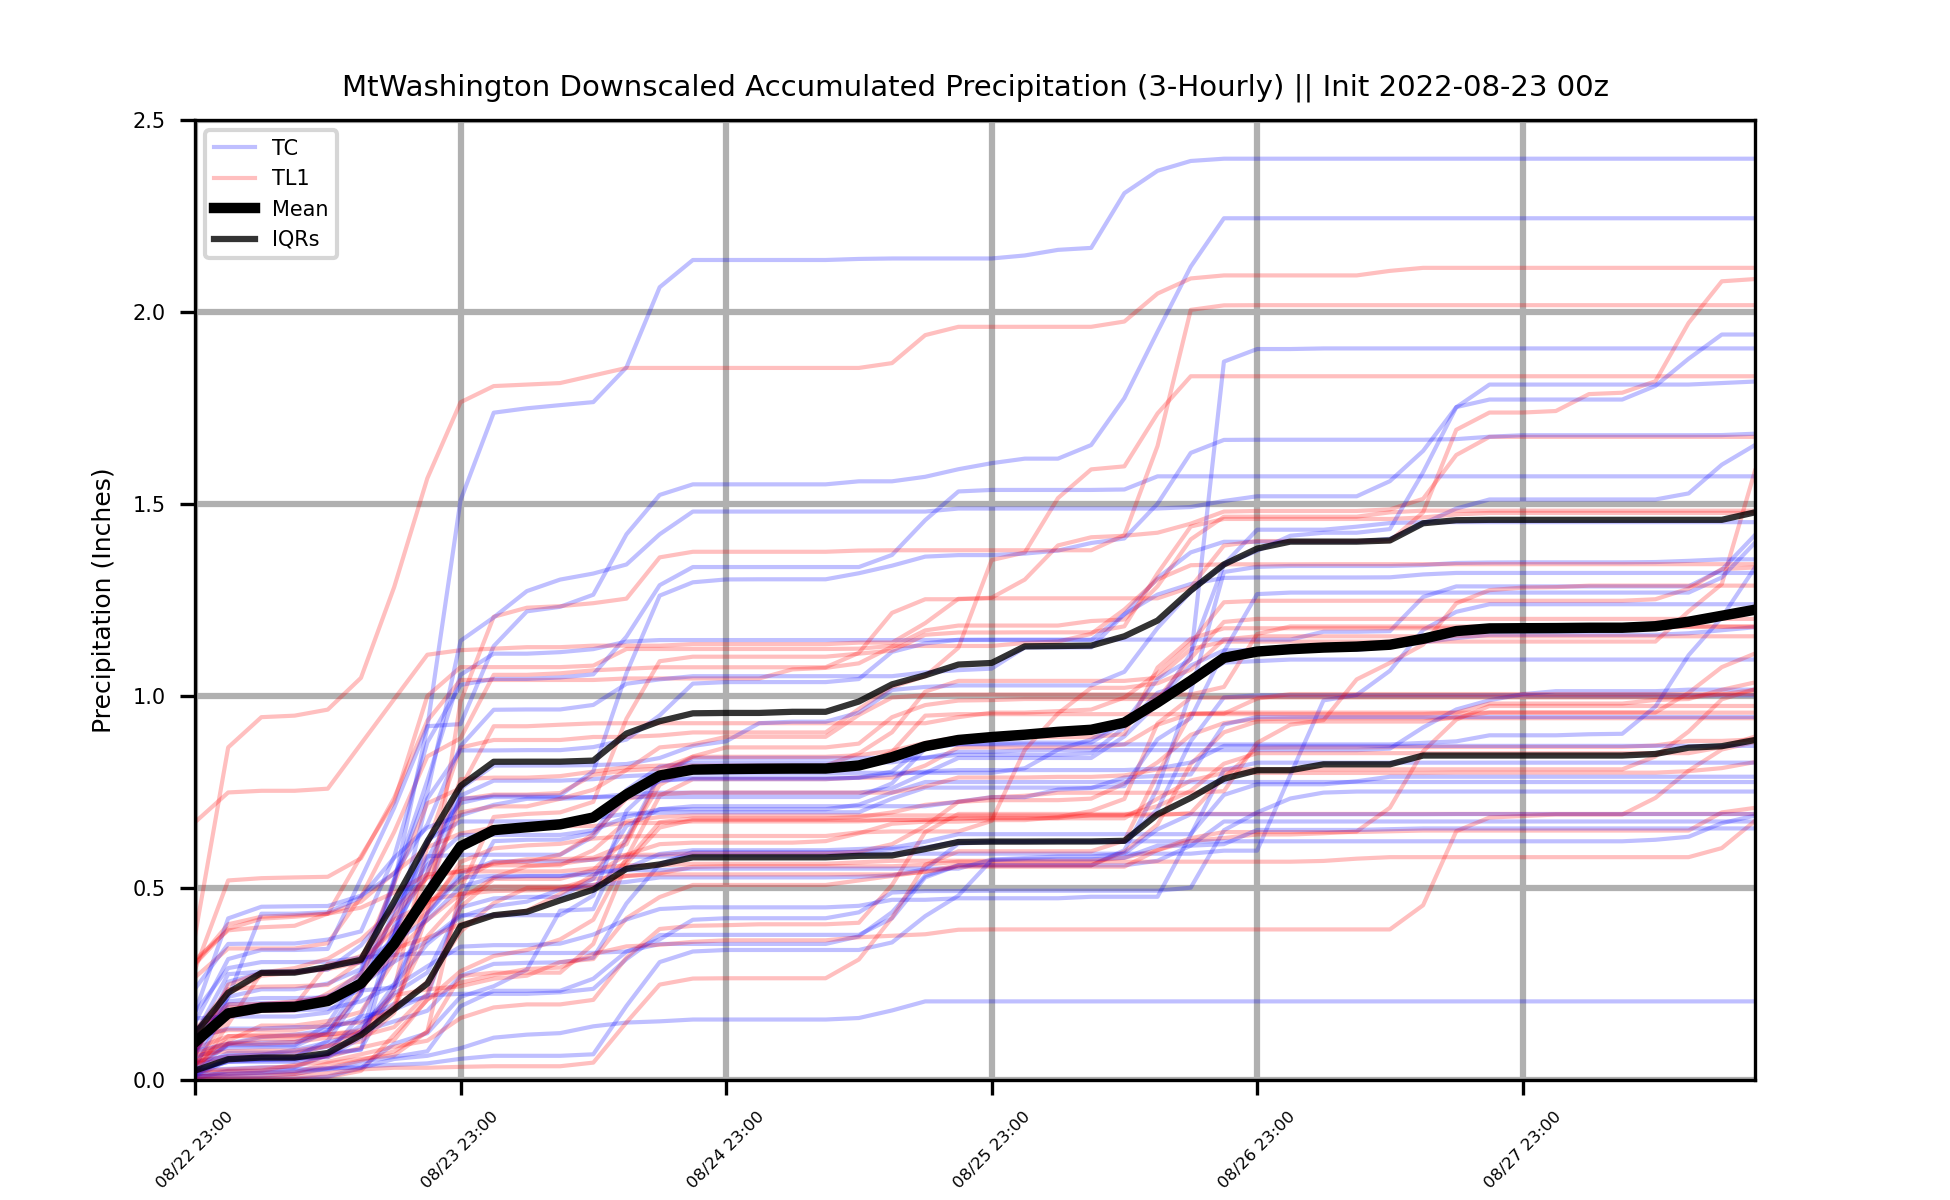 MtWashington Downscaled Accumulated Precipitation (3-Hourly) || Init 2022-08-23 00z
TC
TL1
Mean
IQRs
Precipitation (Inches)
2.5
2.0
1.5
1.0
0.5
0.0
08/22 23:00
08/23 23:00
08/24 23:00
08/25 23:00
08/26 23:00
08/27 23:00